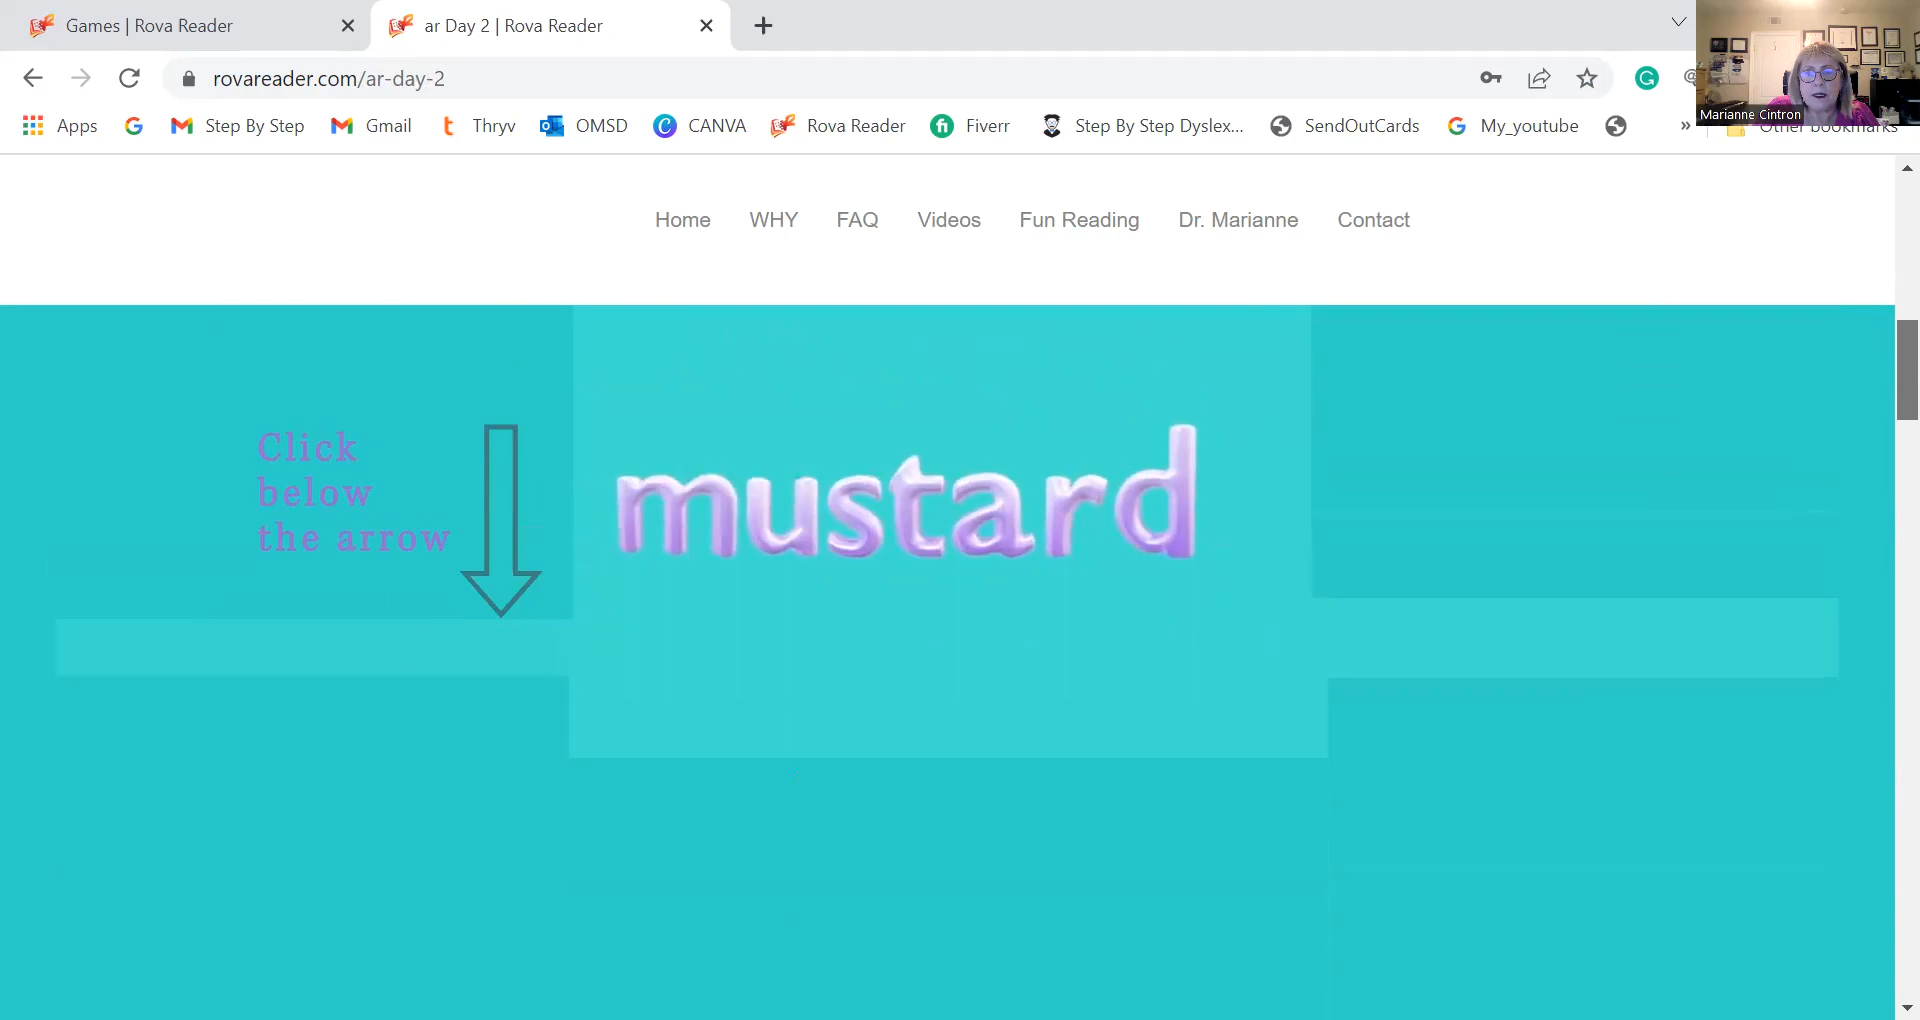 Games | Rova Reader
ar Day 2 | Rova Reader
rovareader.com/ar-day-2
Apps
Step By Step
Gmail
Thryv
OMSD
CANVA
Rova Reader
Fiverr
Step By Step Dyslex...
SendOutCards
My_youtube
»
Other bookmarks
Marianne Cintron
Home
WHY
FAQ
Videos
Fun Reading
Dr. Marianne
Contact
Click
below
the arrow
mustard